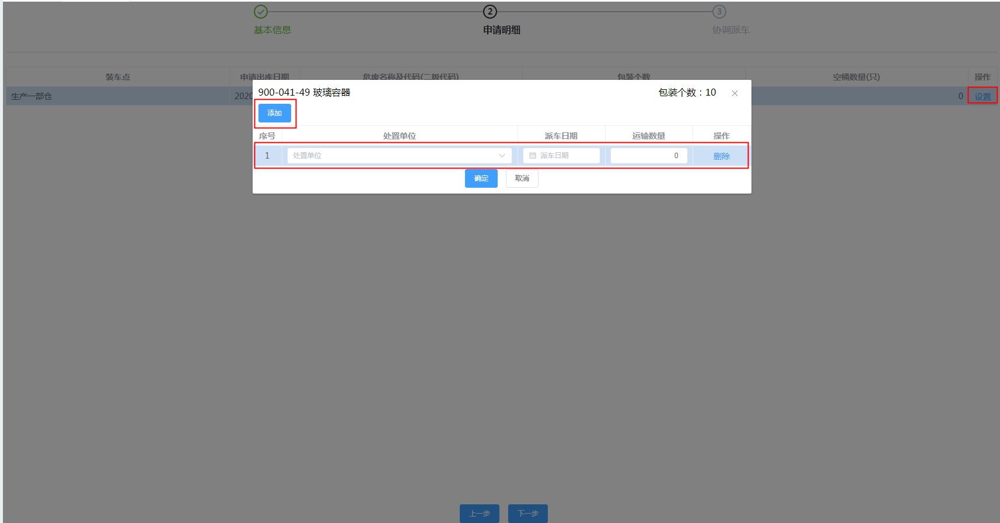 2 3
基本信息 申请明细 协调派车
装车点 申请出库日期 危废名称及代码(二级代码) 包装个数 空桶数量(只) 操作
生产一部仓 2020 0 设置
900-041-49 玻璃容器 包装个数：10
添加
序号 处置单位 派车日期 运输数量 操作
1 处置单位 派车日期 0 删除
确定 取消
上一步 下一步